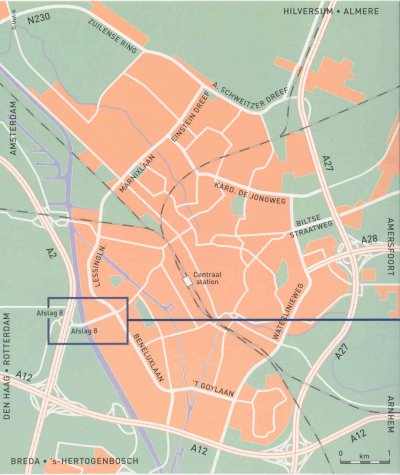 HILVERSUM • ALMERE
N230
ZUILENSE RING
A. SCHWEITZER DREEF
EINSTEIN DREEF
AMSTERDAM
MARNIXLAAN
A27
KARD. DE JONGWEG
BILTSE
STRAATWEG
AMERSFOORT
A28
A2
LESSINGLN.
Centraal
station
WATERLINIEWEG
Afslag 8
Afslag 8
BENELUXLAAN
DEN HAAG • ROTTERDAM
A27
A12
'T GOYLAAN
ARNHEM
A12
A12
0 km 1
BREDA • 's-HERTOGENBOSCH